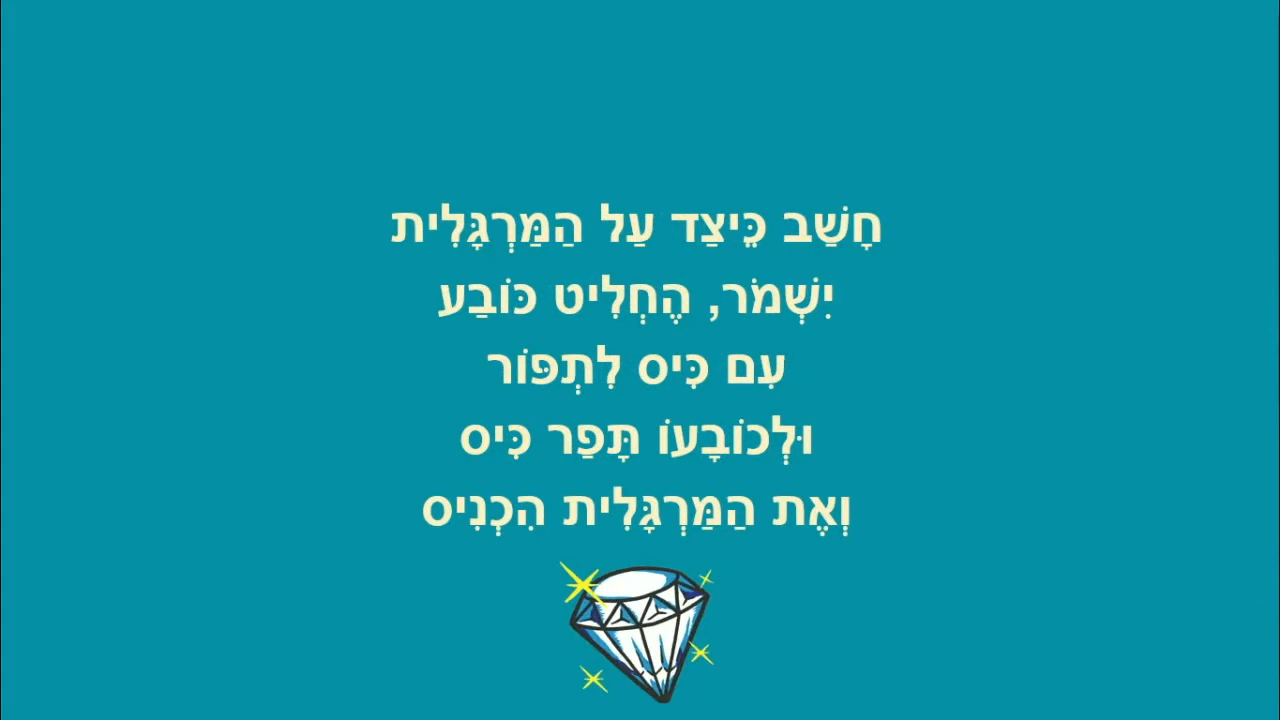 חָשַׁב כֵּיצַד עַל הַמַּרְגָּלִית
יִשְׁמֹר, הֶחְלִיט כּוֹבַע
עִם כִּיס לִתְפּוֹר
וּלְכוֹבָעוֹ תָּפַר כִּיס
וְאֶת הַמַּרְגָּלִית הִכְנִיס